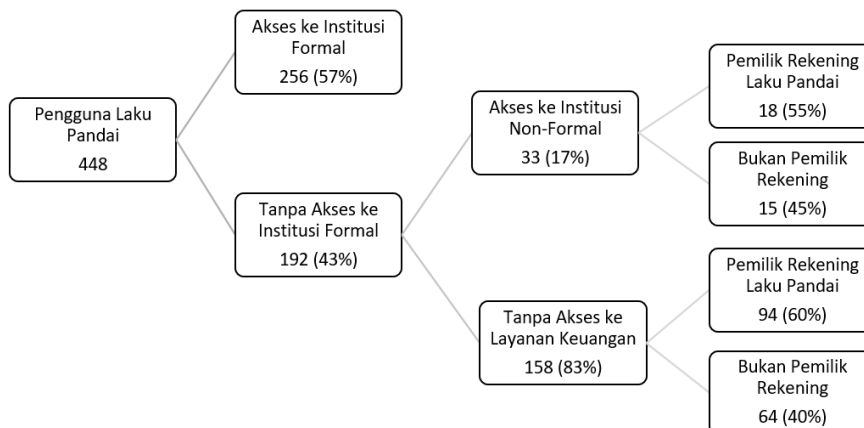 Pengguna Laku
Pandai
448
Akses ke Institusi
Formal
256 (57%)
Tanpa Akses ke
Institusi Formal
192 (43%)
Akses ke Institusi
Non-Formal
33 (17%)
Tanpa Akses ke
Layanan Keuangan
158 (83%)
Pemilik Rekening
Laku Pandai
18 (55%)
Bukan Pemilik
Rekening
15 (45%)
Pemilik Rekening
Laku Pandai
94 (60%)
Bukan Pemilik
Rekening
64 (40%)